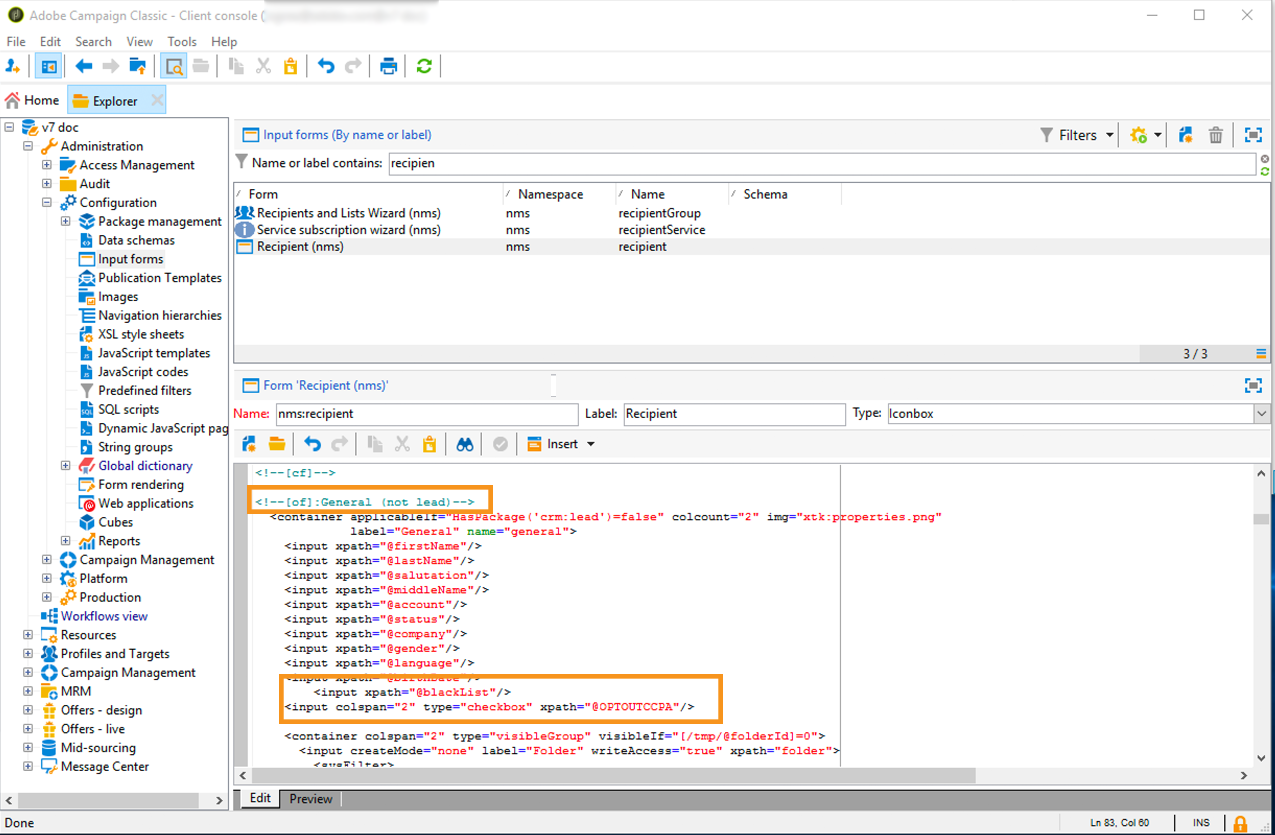 Adobe Campaign Classic - Client console (
File Edit Search View Tools Help
Home Explorer
v7 doc
Administration
Access Management
Audit
Configuration
Package management
Data schemas
Input forms
Publication Templates
Images
Navigation hierarchies
XSL style sheets
JavaScript templates
JavaScript codes
Predefined filters
SQL scripts
Dynamic JavaScript pag
String groups
Global dictionary
Form rendering
Web applications
Cubes
Reports
Campaign Management
Platform
Production
Workflows view
Resources
Profiles and Targets
Campaign Management
MRM
Offers - design
Offers - live
Mid-sourcing
Message Center
Input forms (By name or label) Filters
Name or label contains: recipien
Form Namespace Name Schema
Recipients and Lists Wizard (nms) nms recipientGroup
Service subscription wizard (nms) nms recipientService
Recipient (nms) nms recipient
3 / 3
Form 'Recipient (nms)'
Name: nms:recipient Label: Recipient Type: Iconbox
Insert
<!--[cf]-->
<!--[of]:General (not lead)-->
<container applicableIf="HasPackage('crm:lead')=false" colcount="2" img="xtk:properties.png"
label="General" name="general">
<input xpath="@firstName"/>
<input xpath="@lastName"/>
<input xpath="@salutation"/>
<input xpath="@middleName"/>
<input xpath="@account"/>
<input xpath="@status"/>
<input xpath="@company"/>
<input xpath="@gender"/>
<input xpath="@language"/>
<input xpath="@birthDate"/>
<input xpath="@blackList"/>
<input colspan="2" type="checkbox" xpath="@OPTOUTCCPA"/>
<container colspan="2" type="visibleGroup" visibleIf="[/tmp/@folderId]=0">
<input createMode="none" label="Folder" writeAccess="true" xpath="folder">
<sysFilter>
Edit Preview
Done Ln 83, Col 60 INS